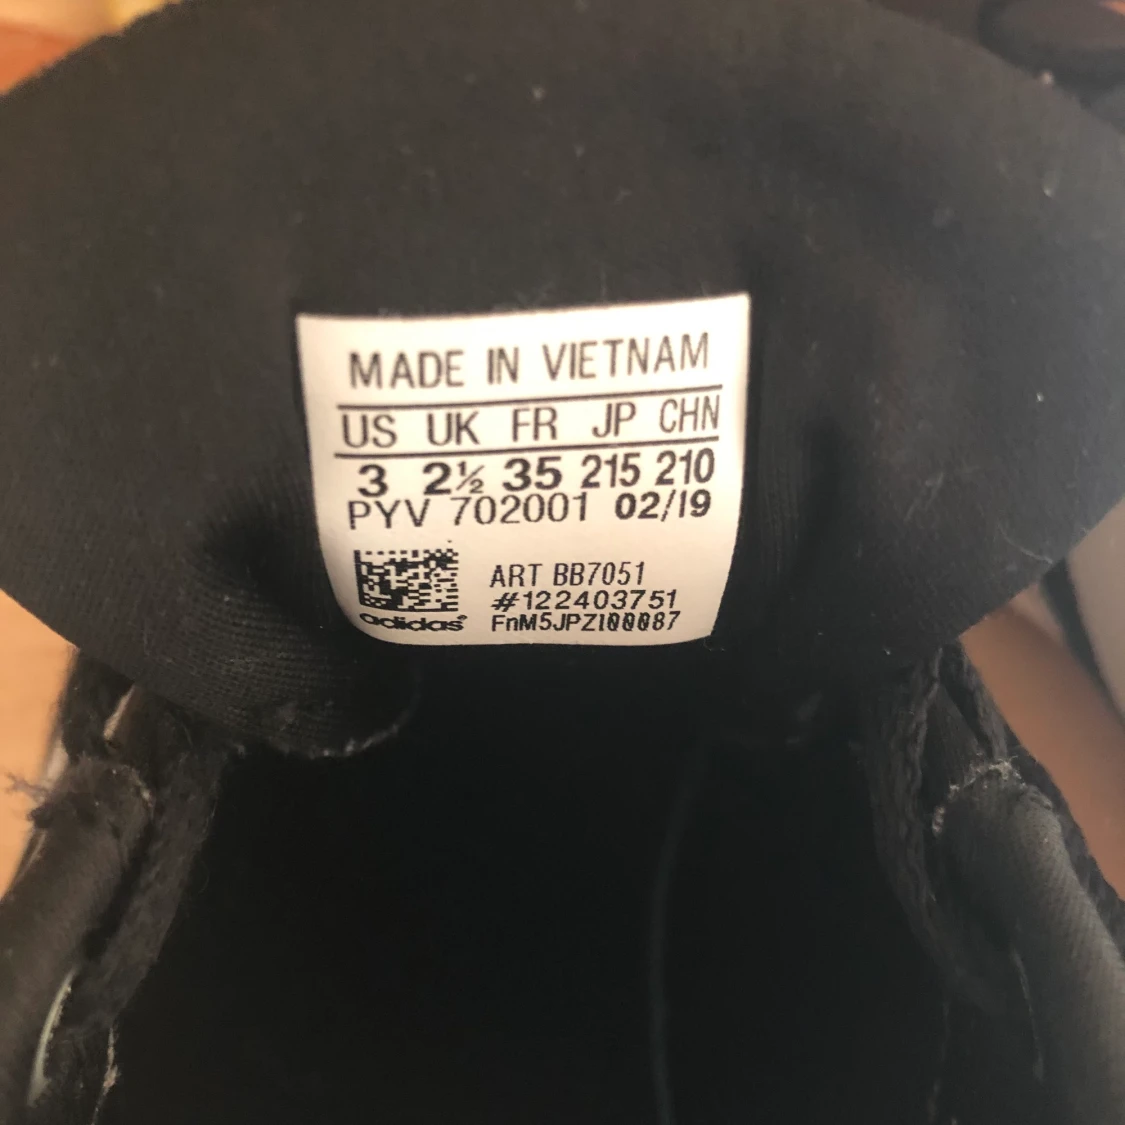 MADE IN VIETNAM
US UK FR JP CHN
3 2½ 35 215 210
PYV 702001 02/19
ART BB7051
#122403751
adidas FnM5JPZ100087